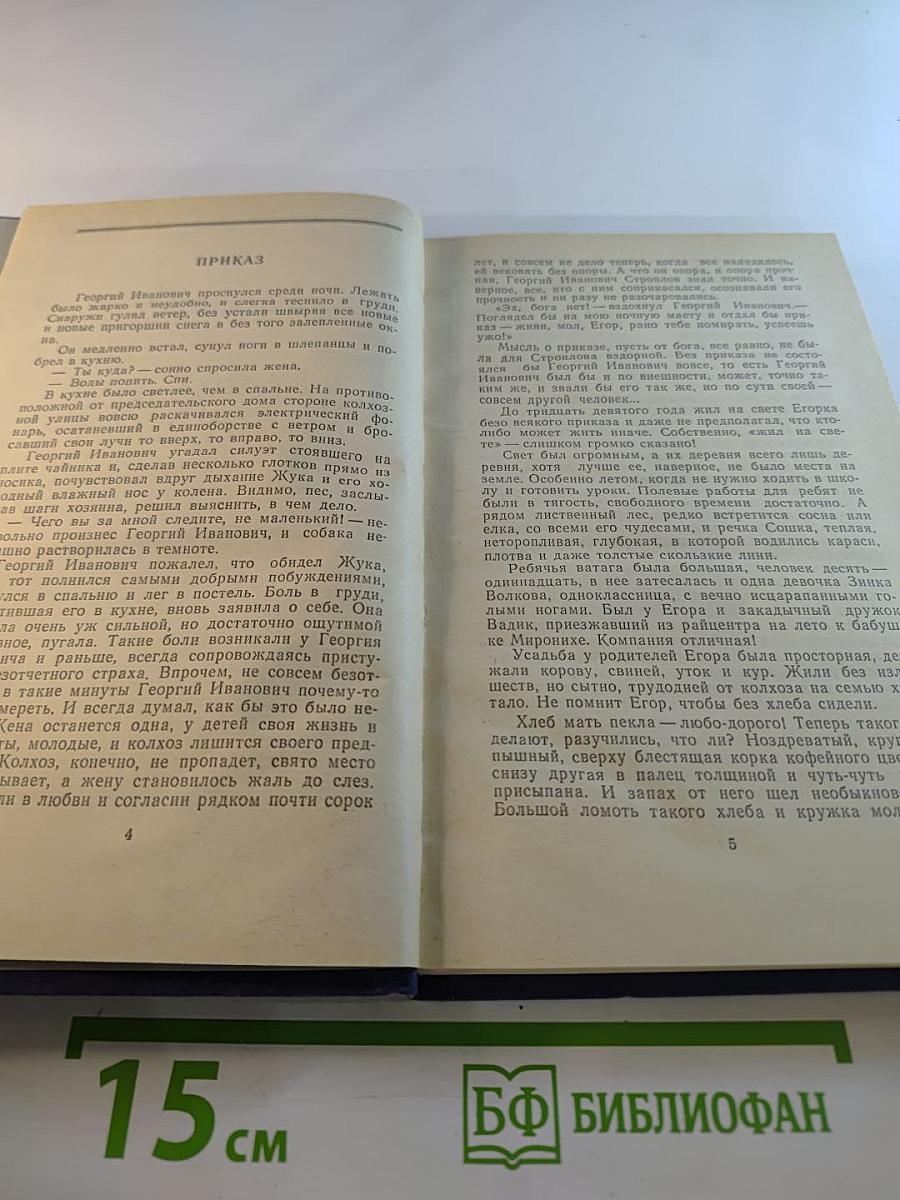 ПРИКАЗ
Георгий Иванович проснулся среди ночи. Лежать
было жарко и неудобно, и слегка теснило в груди.
Снаружи гулял ветер, без устали швыряя все новые
и новые пригоршни снега в без того залепленные ок-
на.
Он медленно встал, сунул ноги в шлепанцы и по-
брел в кухню.
— Ты куда? — сонно спросила жена.
— Воды попить. Спи.
В кухне было светлее, чем в спальне. На противо-
положной от председательского дома стороне колхоз-
ной улицы вовсю раскачивался электрический фо-
нарь, осатаневший в единоборстве с ветром и бро-
савший свои лучи то вверх, то вправо, то вниз.
Георгий Иванович угадал силуэт стоявшего на
плите чайника и, сделав несколько глотков прямо из
носика, почувствовал вдруг дыхание Жука и его хо-
одный влажный нос у колена. Видимо, пес, заслы-
ав шаги хозяина, решил выяснить, в чем дело.
— Чего вы за мной следите, не маленький! — не-
вольно произнес Георгий Иванович, и собака не-
ашно растворилась в темноте.
Георгий Иванович пожалел, что обидел Жука,
тот полнился самыми добрыми побуждениями,
улся в спальню и лег в постель. Боль в груди,
тившая его в кухне, вновь заявила о себе. Она
ла очень уж сильной, но достаточно ощутимой
вное, пугала. Такие боли возникали у Георгия
ича и раньше, всегда сопровождаясь присту-
езотчетного страха. Впрочем, не совсем безот-
в такие минуты Георгий Иванович почему-то
мереть. И всегда думал, как бы это было не-
Жена останется одна, у детей своя жизнь и
ты, молодые, и колхоз лишится своего пред-
Колхоз, конечно, не пропадет, свято место
ывает, а жену становилось жаль до слез.
ли в любви и согласии рядком почти сорок
4
лет, и совсем не дело теперь, когда все наладилось,
ей вековать без опоры. А что он опора, и опора проч-
ная, Георгий Иванович Строилов знал точно. И на-
верное, все, кто с ним соприкасался, осознавали его
прочность и ни разу не разочаровались.
«Эх, бога нет! — вздохнул Георгий Иванович.—
Поглядел бы на мою ночную маету и отдал бы при-
каз — живи, мол, Егор, рано тебе помирать, успеешь
ужо!»
Мысль о приказе, пусть от бога, все равно, не бы-
ла для Строилова вздорной. Без приказа не состо-
ялся бы Георгий Иванович вовсе, то есть Георгий
Иванович был бы и по внешности, может, точно та-
ким же, и звали бы его так же, но по сути своей —
совсем другой человек...
До тридцать девятого года жил на свете Егорка
безо всякого приказа и даже не предполагал, что кто-
либо может жить иначе. Собственно, «жил на све-
те» — слишком громко сказано!
Свет был огромным, а их деревня всего лишь де-
ревня, хотя лучше ее, наверное, не было места на
земле. Особенно летом, когда не нужно ходить в шко-
лу и готовить уроки. Полевые работы для ребят не
были в тягость, свободного времени достаточно. А
рядом лиственный лес, редко встретится сосна или
елка, со всеми его чудесами, и речка Сошка, теплая,
неторопливая, глубокая, в которой водились караси,
плотва и даже толстые скользкие лини.
Ребячья ватага была большая, человек десять —
одиннадцать, в нее затесалась и одна девочка Зинка
Волкова, одноклассница, с вечно исцарапанными го-
лыми ногами. Был у Егора и закадычный дружок
Вадик, приезжавший из райцентра на лето к бабуш
ке Миронихе. Компания отличная!
Усадьба у родителей Егора была просторная, де
жали корову, свиней, уток и кур. Жили без изл
шеств, но сытно, трудодней от колхоза на семью х
тало. Не помнит Егор, чтобы без хлеба сидели.
Хлеб мать пекла — любо-дорого! Теперь таког
делают, разучились, что ли? Ноздреватый, круг
пышный, сверху блестящая корка кофейного цве
снизу другая в палец толщиной и чуть-чуть
присыпана. И запах от него шел необыкнов
Большой ломоть такого хлеба и кружка мол
5
15 см
БФ БИБЛИОФАН